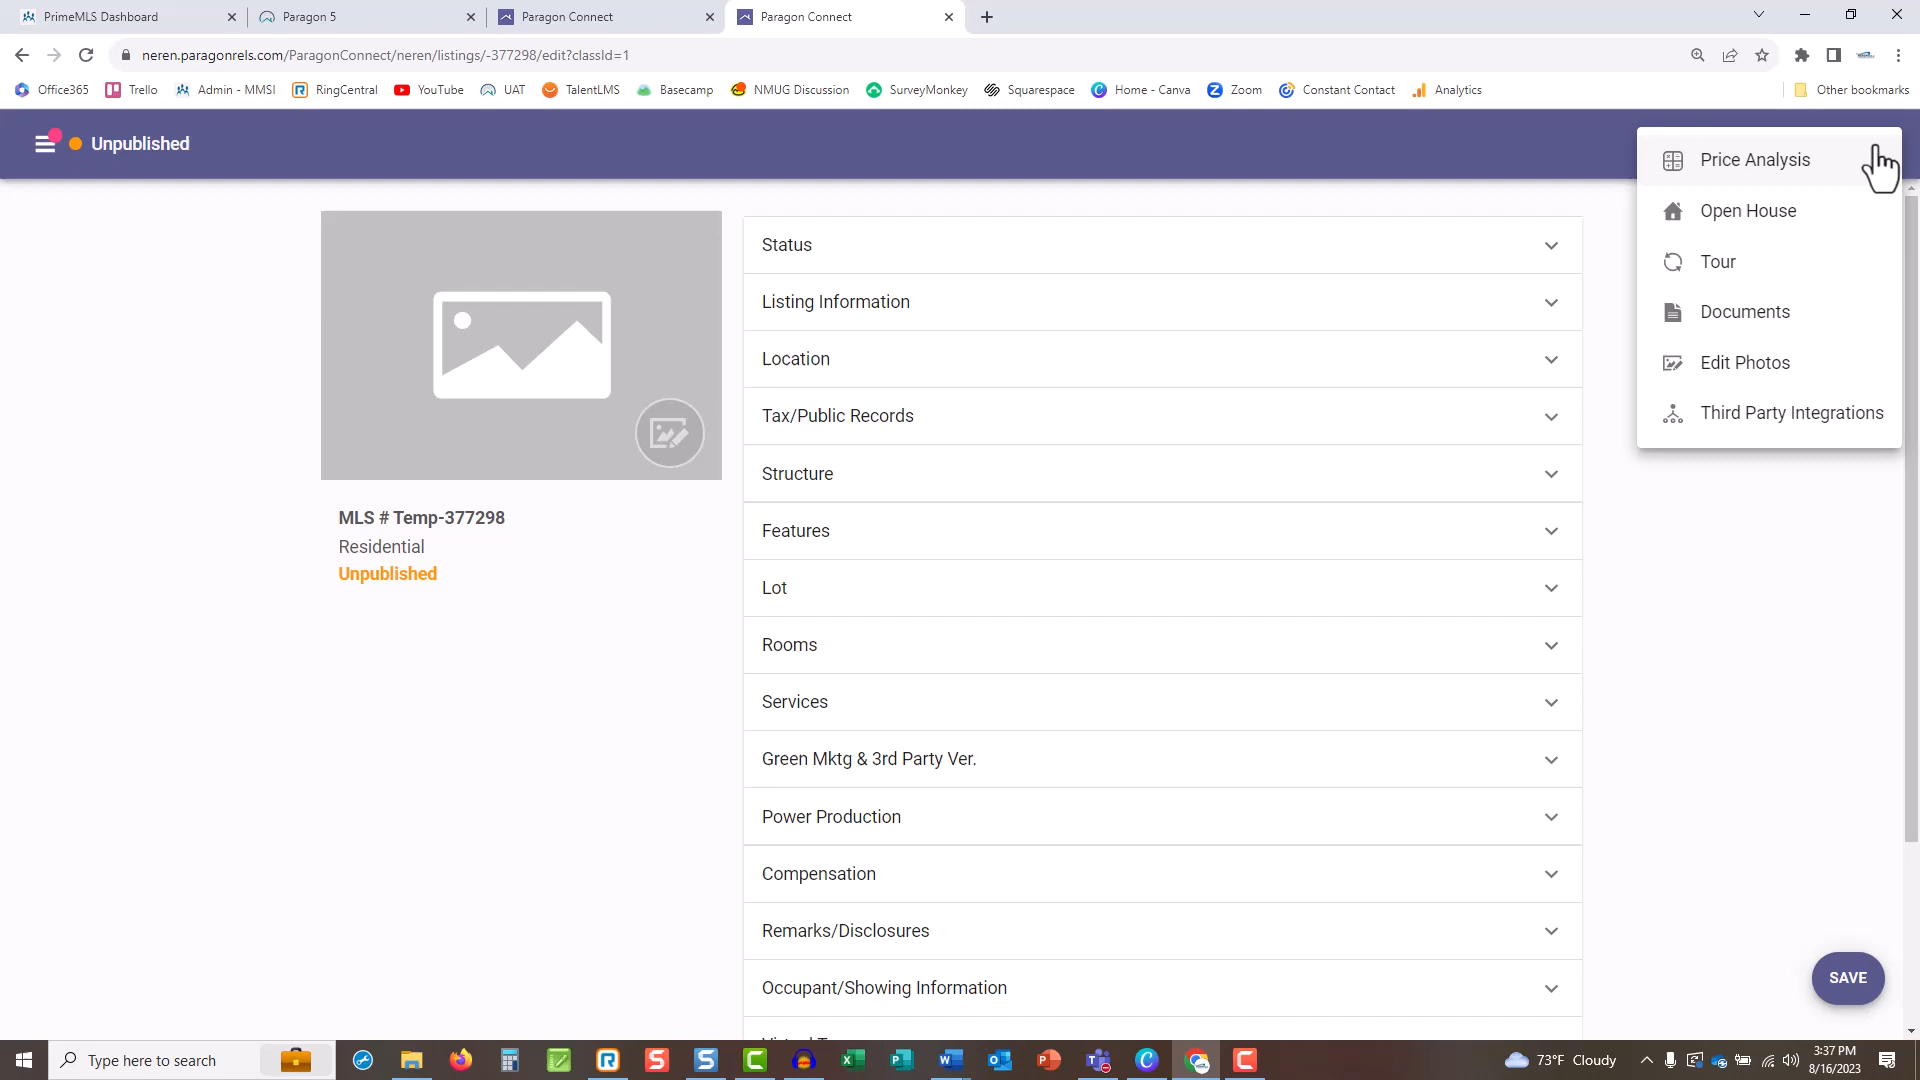 PrimeMLS Dashboard
Paragon 5
Paragon Connect
Paragon Connect
neren.paragonrels.com/ParagonConnect/neren/listings/-377298/edit?classId=1
Office365
Trello
Admin - MMSI
RingCentral
YouTube
UAT
TalentLMS
Basecamp
NMUG Discussion
SurveyMonkey
Squarespace
Home - Canva
Zoom
Constant Contact
Analytics
Other bookmarks
Unpublished
Price Analysis
Open House
Tour
Documents
Edit Photos
Third Party Integrations
MLS # Temp-377298
Residential
Unpublished
Status
Listing Information
Location
Tax/Public Records
Structure
Features
Lot
Rooms
Services
Green Mktg & 3rd Party Ver.
Power Production
Compensation
Remarks/Disclosures
Occupant/Showing Information
SAVE
Type here to search
73°F Cloudy
3:37 PM
8/16/2023